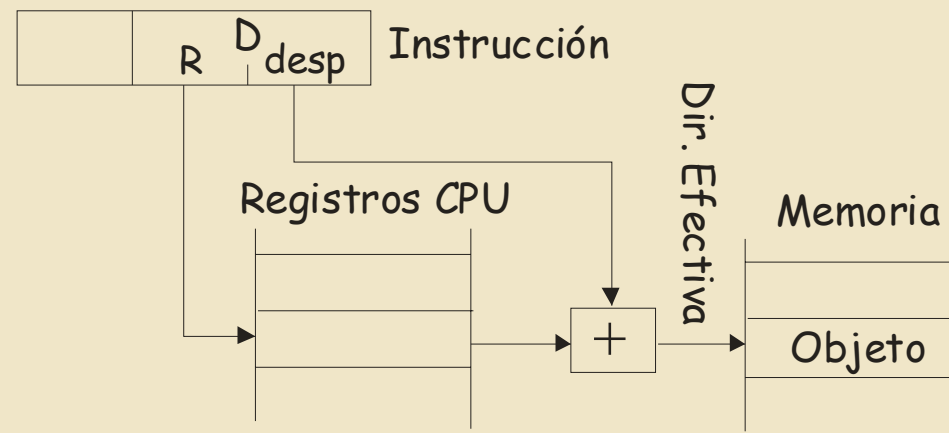 D
R desp
Instrucción
Dir. Efectiva
Registros CPU
Memoria
+
Objeto